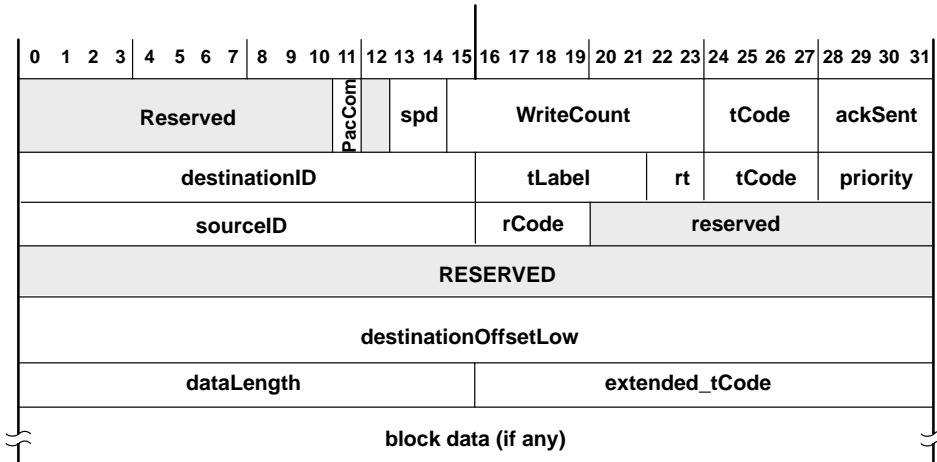 0 1 2 3 4 5 6 7 8 9 10 11 12 13 14 15 16 17 18 19 20 21 22 23 24 25 26 27 28 29 30 31
Reserved PacCom spd WriteCount tCode ackSent
destinationID tLabel rt tCode priority
sourceID rCode reserved
RESERVED
destinationOffsetLow
dataLength extended_tCode
block data (if any)